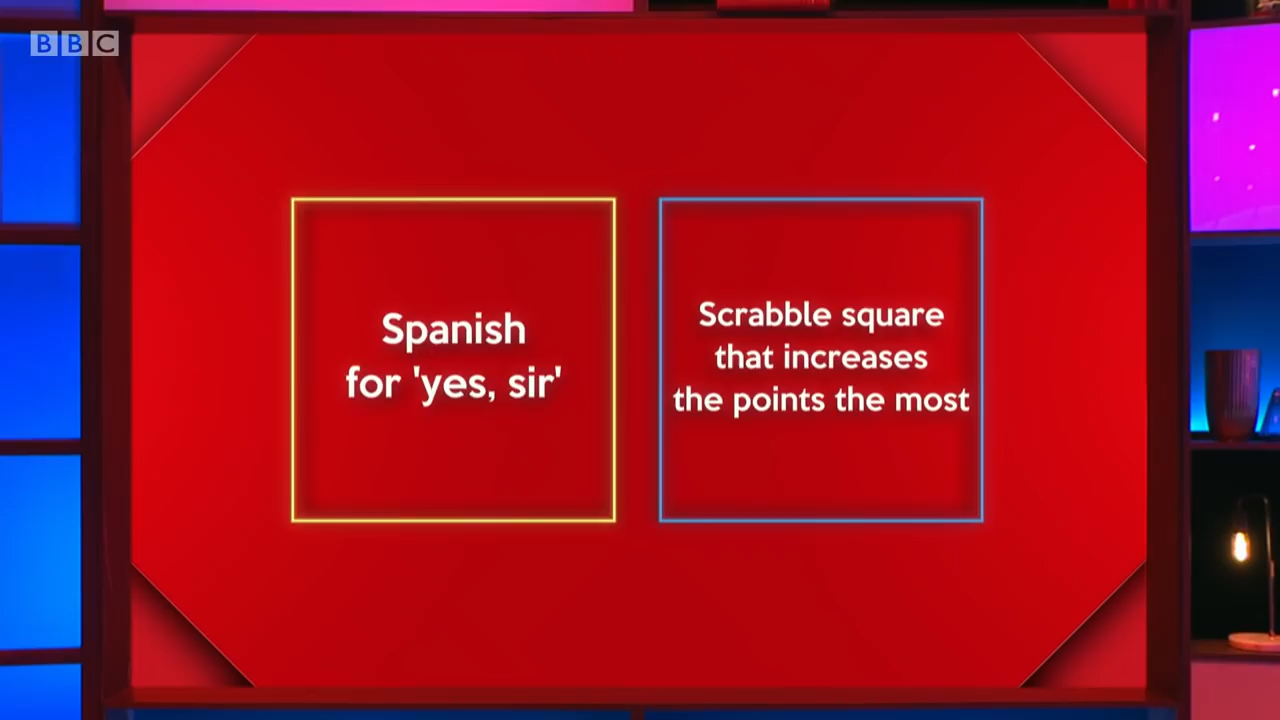 BBC
Spanish
for 'yes, sir'
Scrabble square
that increases
the points the most